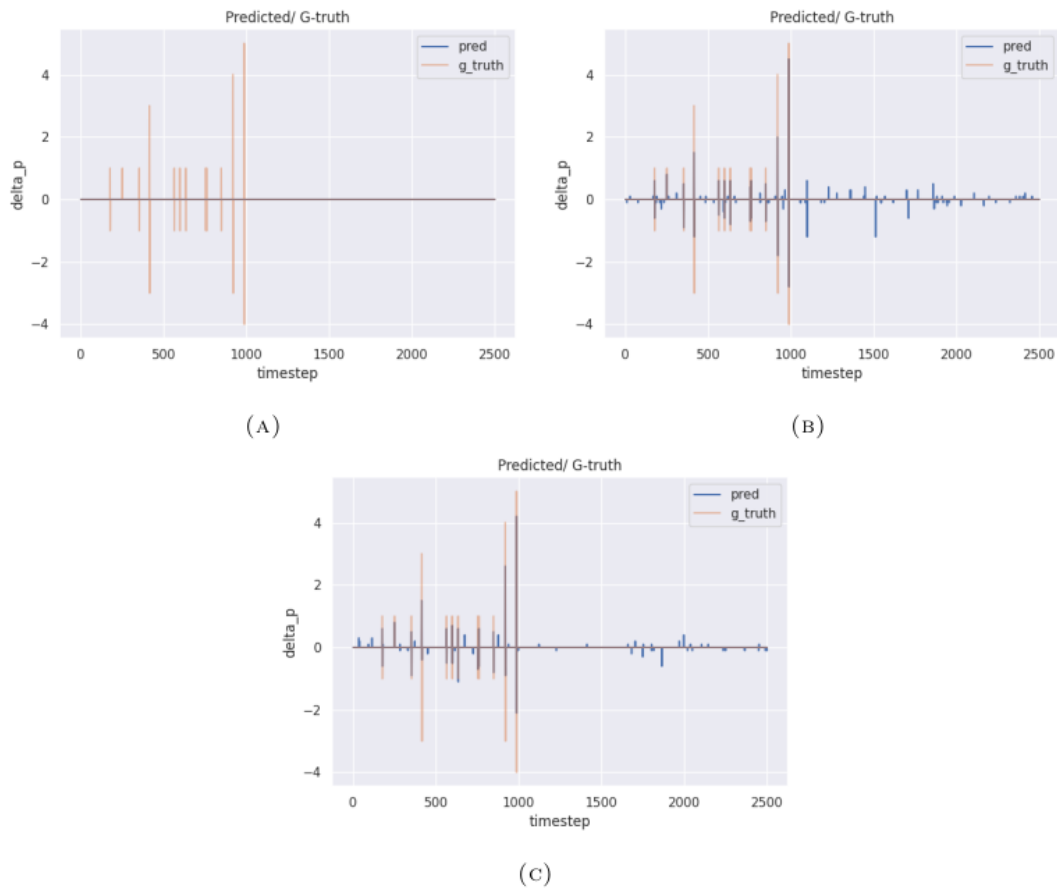 Predicted/ G-truth
pred
g_truth
4
2
0
−2
−4
delta_p
0 500 1000 1500 2000 2500
timestep
(A)
Predicted/ G-truth
pred
g_truth
4
2
0
−2
−4
delta_p
0 500 1000 1500 2000 2500
timestep
(B)
Predicted/ G-truth
pred
g_truth
4
2
0
−2
−4
delta_p
0 500 1000 1500 2000 2500
timestep
(C)